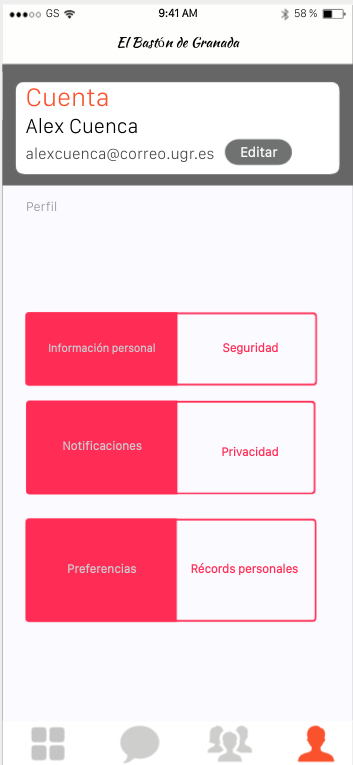 GS 9:41 AM 58 %
El Bastón de Granada
Cuenta
Alex Cuenca
alexcuenca@correo.ugr.es Editar
Perfil
Información personal Seguridad
Notificaciones Privacidad
Preferencias Récords personales